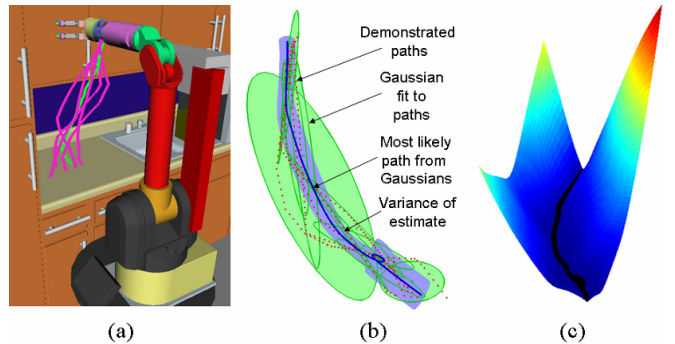 Demonstrated
paths
Gaussian
fit to
paths
Most likely
path from
Gaussians
Variance of
estimate
(a)
(b)
(c)